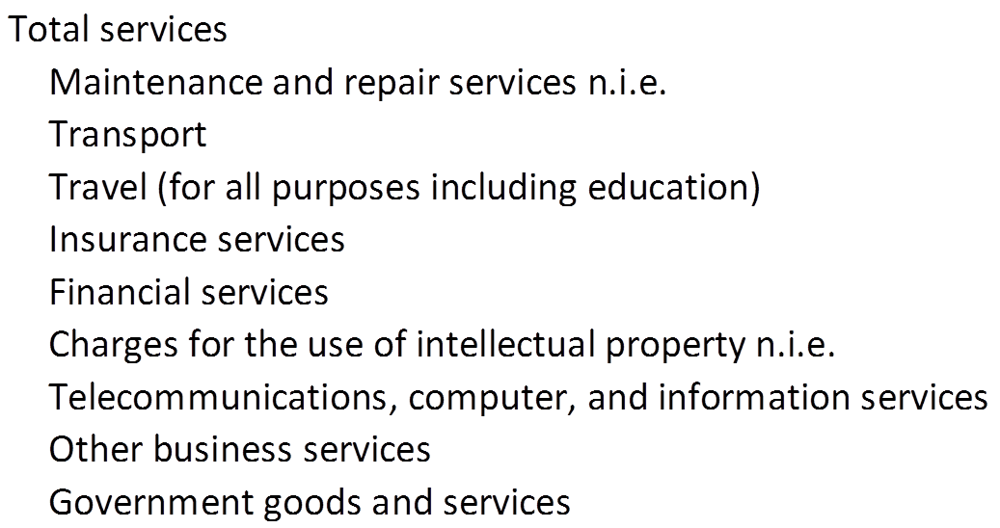 Total services
Maintenance and repair services n.i.e.
Transport
Travel (for all purposes including education)
Insurance services
Financial services
Charges for the use of intellectual property n.i.e.
Telecommunications, computer, and information services
Other business services
Government goods and services